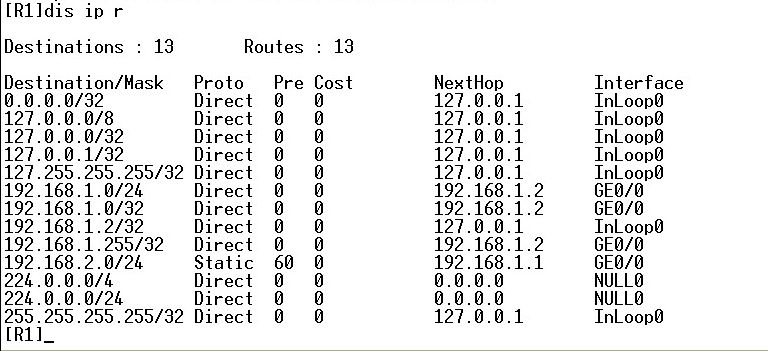 [R1]dis ip r
Destinations : 13 Routes : 13
Destination/Mask Proto Pre Cost NextHop Interface
0.0.0.0/32 Direct 0 0 127.0.0.1 InLoop0
127.0.0.0/8 Direct 0 0 127.0.0.1 InLoop0
127.0.0.0/32 Direct 0 0 127.0.0.1 InLoop0
127.0.0.1/32 Direct 0 0 127.0.0.1 InLoop0
127.255.255.255/32 Direct 0 0 127.0.0.1 InLoop0
192.168.1.0/24 Direct 0 0 192.168.1.2 GE0/0
192.168.1.0/32 Direct 0 0 192.168.1.2 GE0/0
192.168.1.2/32 Direct 0 0 127.0.0.1 InLoop0
192.168.1.255/32 Direct 0 0 192.168.1.2 GE0/0
192.168.2.0/24 Static 60 0 192.168.1.1 GE0/0
224.0.0.0/4 Direct 0 0 0.0.0.0 NULL0
224.0.0.0/24 Direct 0 0 0.0.0.0 NULL0
255.255.255.255/32 Direct 0 0 127.0.0.1 InLoop0
[R1]_